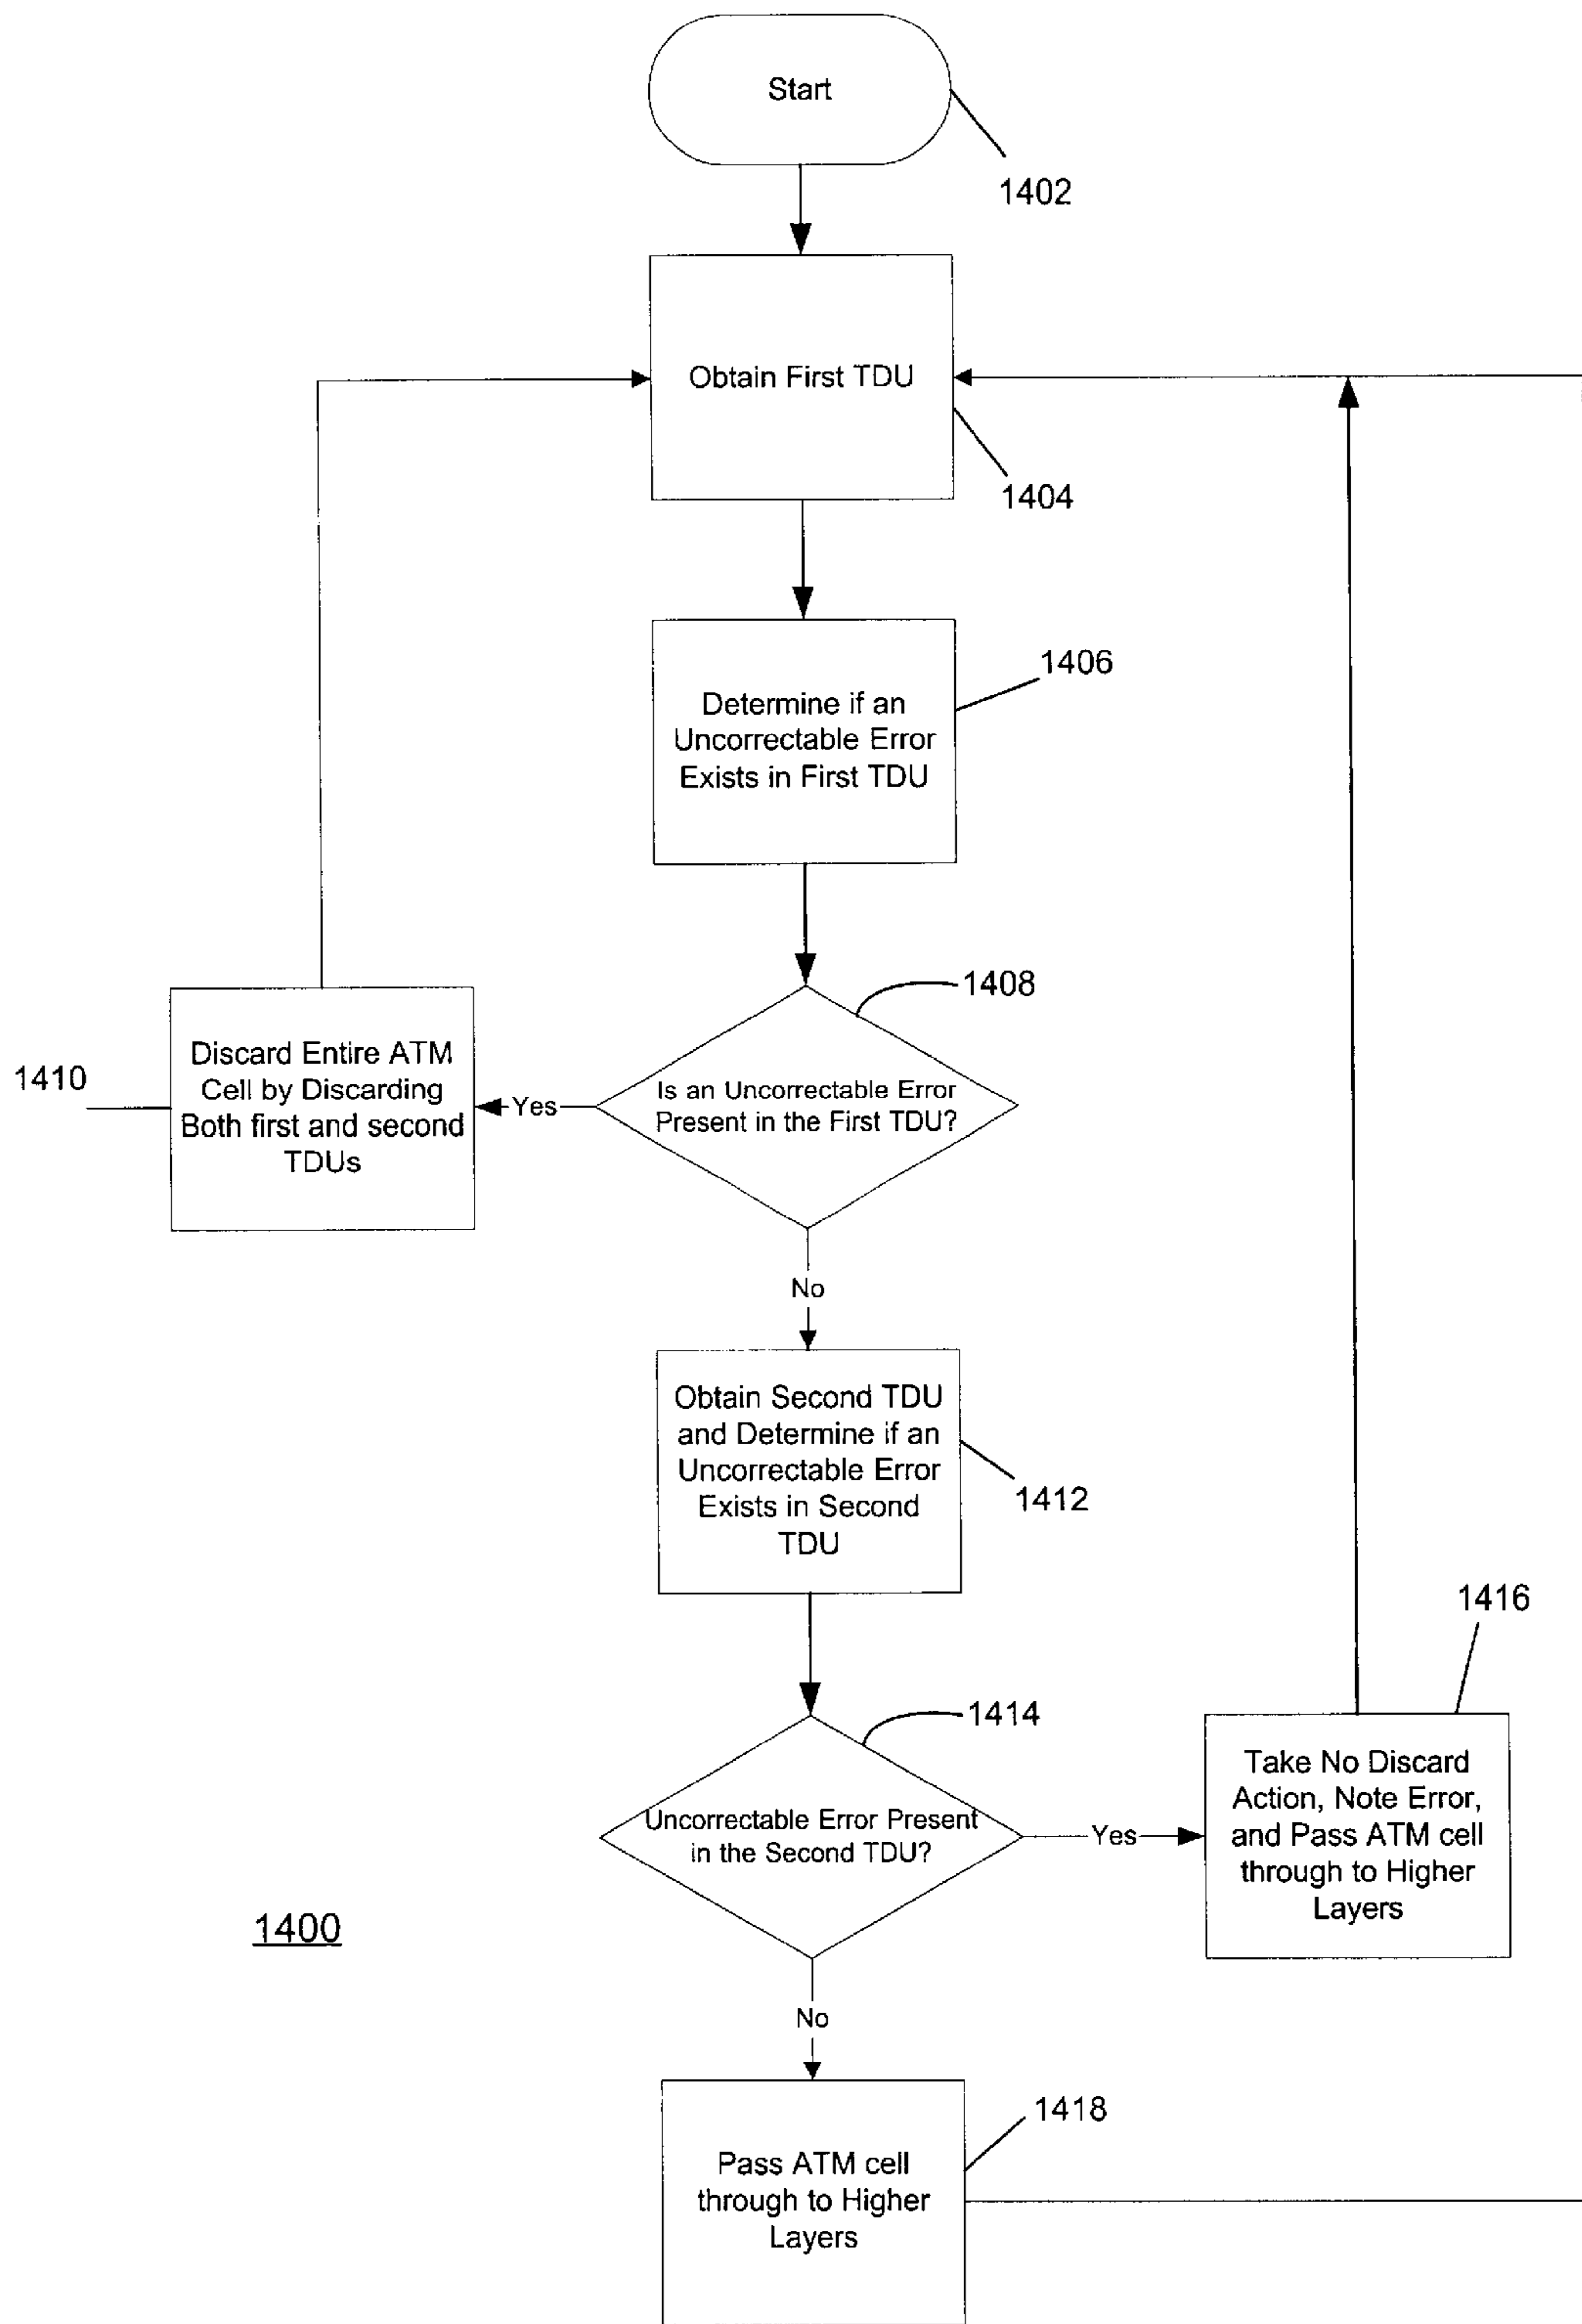 Start
1402
Obtain First TDU
1404
1406
Determine if an
Uncorrectable Error
Exists in First TDU
1408
Is an Uncorrectable Error
Present in the First TDU?
Yes
1410
Discard Entire ATM
Cell by Discarding
Both first and second
TDUs
No
Obtain Second TDU
and Determine if an
Uncorrectable Error
Exists in Second
TDU
1412
1414
Uncorrectable Error Present
in the Second TDU?
Yes
1416
Take No Discard
Action, Note Error,
and Pass ATM cell
through to Higher
Layers
1400
No
1418
Pass ATM cell
through to Higher
Layers